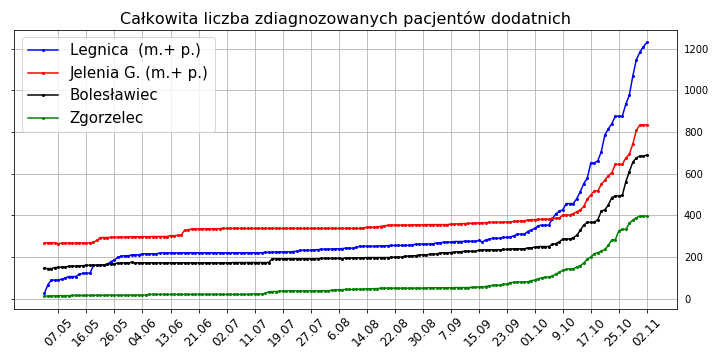 Całkowita liczba zdiagnozowanych pacjentów dodatnich
Legnica (m.+ p.)
Jelenia G. (m.+ p.)
Bolesławiec
Zgorzelec
1200
1000
800
600
400
200
0
07.05 16.05 26.05 04.06 13.06 21.06 02.07 11.07 19.07 27.07 6.08 14.08 22.08 30.08 7.09 15.09 23.09 01.10 9.10 17.10 25.10 02.11